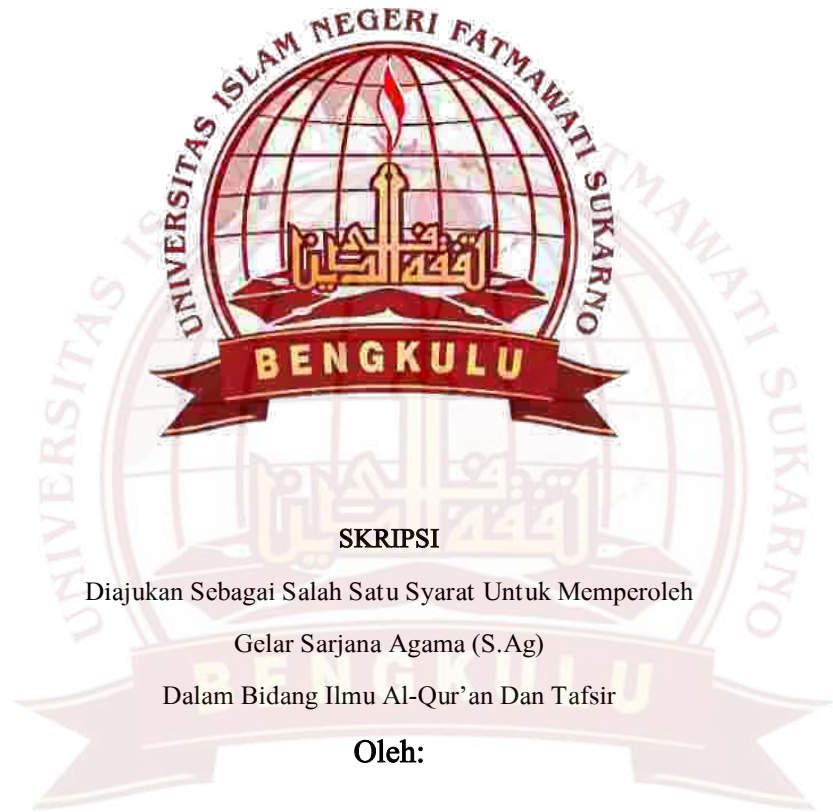 UNIVERSITAS ISLAM NEGERI FATMAWATI SUKARNO
BENGKULU
SKRIPSI
Diajukan Sebagai Salah Satu Syarat Untuk Memperoleh
Gelar Sarjana Agama (S.Ag)
Dalam Bidang Ilmu Al-Qur’an Dan Tafsir
Oleh: